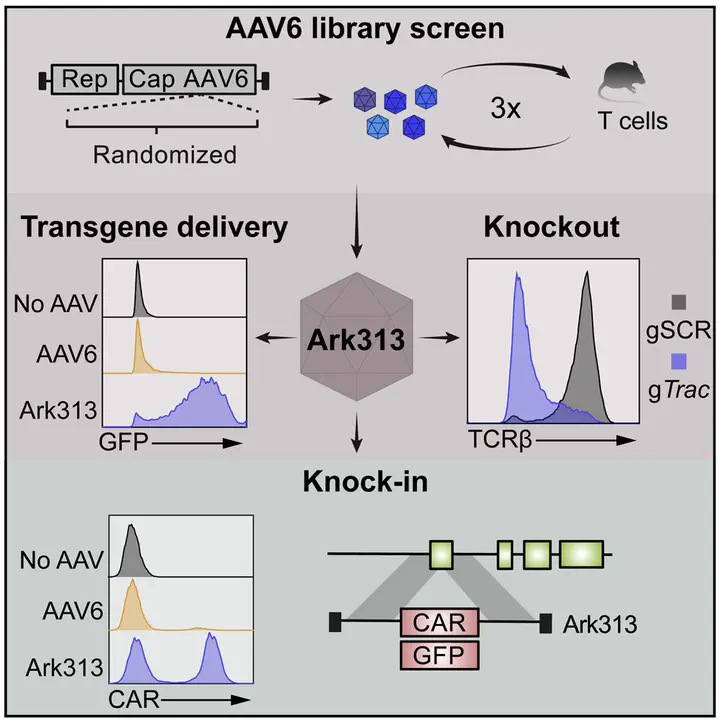 AAV6 library screen
Rep
Cap AAV6
Randomized
3x
T cells
Transgene delivery
No AAV
AAV6
Ark313
GFP
Ark313
Knockout
gSCR
gTrac
TCRβ
Knock-in
No AAV
AAV6
Ark313
CAR
CAR
GFP
Ark313